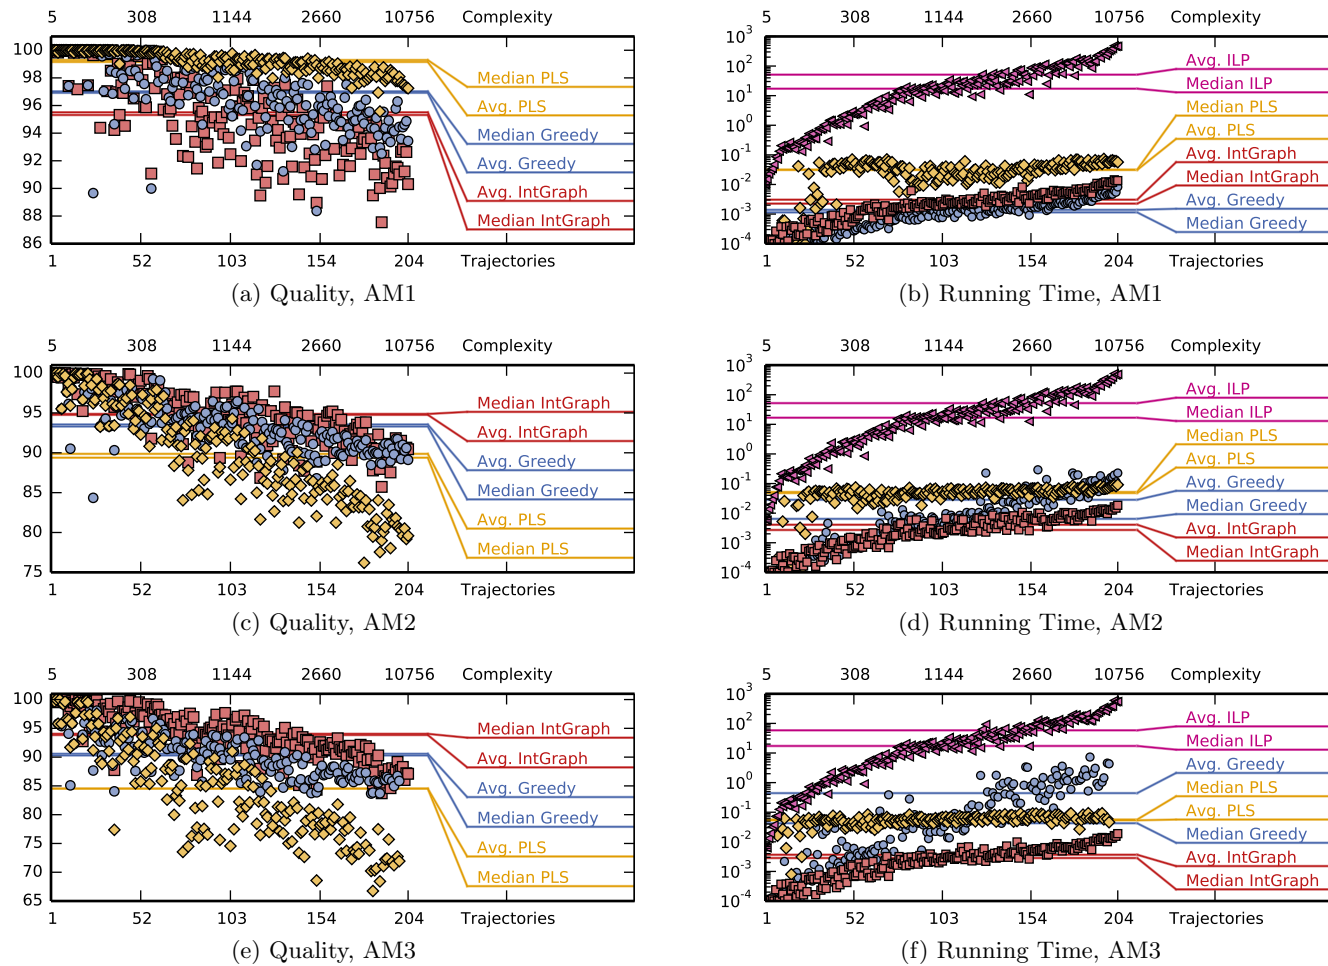 5 308 1144 2660 10756 Complexity
100
98
96
94
92
90
88
86
Median PLS
Avg. PLS
Median Greedy
Avg. Greedy
Avg. IntGraph
Median IntGraph
1 52 103 154 204 Trajectories
(a) Quality, AM1
5 308 1144 2660 10756 Complexity
10^3
10^2
10^1
10^0
10^-1
10^-2
10^-3
10^-4
Avg. ILP
Median ILP
Median PLS
Avg. PLS
Avg. IntGraph
Median IntGraph
Avg. Greedy
Median Greedy
1 52 103 154 204 Trajectories
(b) Running Time, AM1
5 308 1144 2660 10756 Complexity
100
95
90
85
80
75
Median IntGraph
Avg. IntGraph
Avg. Greedy
Median Greedy
Avg. PLS
Median PLS
1 52 103 154 204 Trajectories
(c) Quality, AM2
5 308 1144 2660 10756 Complexity
10^3
10^2
10^1
10^0
10^-1
10^-2
10^-3
10^-4
Avg. ILP
Median ILP
Median PLS
Avg. PLS
Avg. Greedy
Median Greedy
Avg. IntGraph
Median IntGraph
1 52 103 154 204 Trajectories
(d) Running Time, AM2
5 308 1144 2660 10756 Complexity
100
95
90
85
80
75
70
65
Median IntGraph
Avg. IntGraph
Avg. Greedy
Median Greedy
Avg. PLS
Median PLS
1 52 103 154 204 Trajectories
(e) Quality, AM3
5 308 1144 2660 10756 Complexity
10^3
10^2
10^1
10^0
10^-1
10^-2
10^-3
10^-4
Avg. ILP
Median ILP
Avg. Greedy
Median PLS
Avg. PLS
Median Greedy
Avg. IntGraph
Median IntGraph
1 52 103 154 204 Trajectories
(f) Running Time, AM3